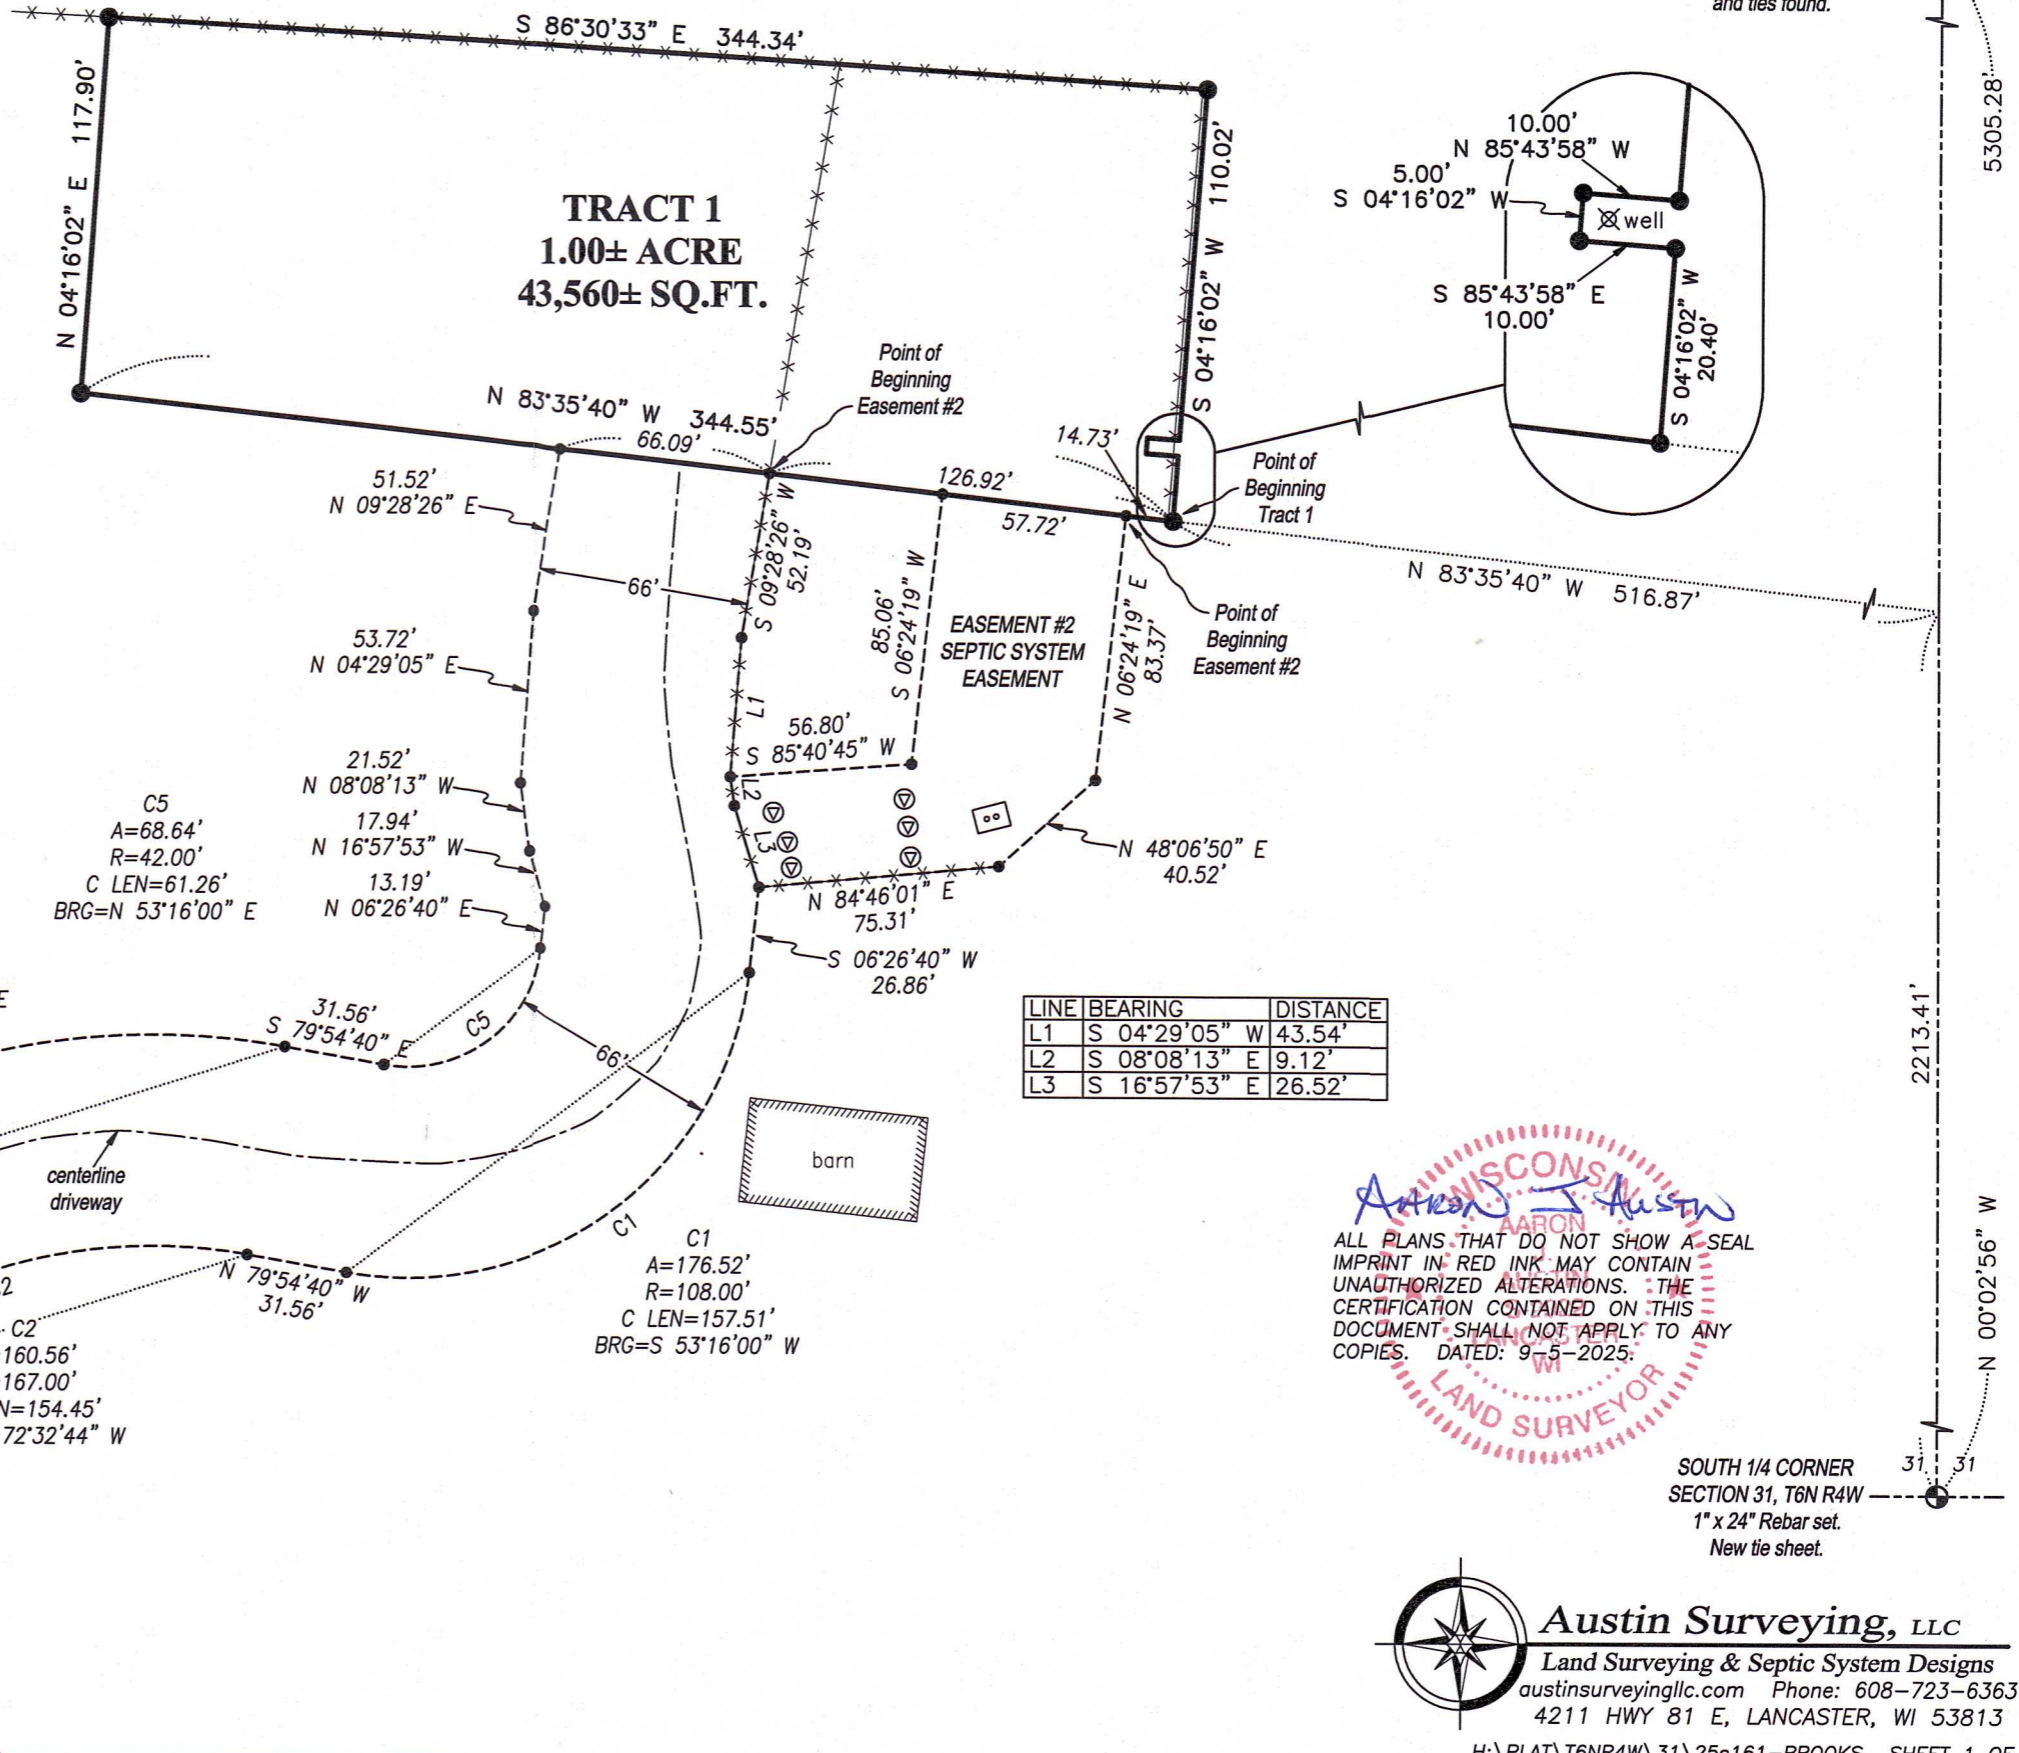 and ties found.
S 86°30'33" E 344.34'
N 04°16'02" E 117.90'
TRACT 1
1.00± ACRE
43,560± SQ.FT.
S 04°16'02" W 110.02'
10.00'
N 85°43'58" W
5.00'
S 04°16'02" W
well
S 85°43'58" E
10.00'
S 04°16'02" W
20.40'
5305.28'
Point of
Beginning
Easement #2
N 83°35'40" W 344.55'
66.09'
14.73'
126.92'
57.72'
Point of
Beginning
Tract 1
N 83°35'40" W 516.87'
51.52'
N 09°28'26" E
66'
S 09°28'26" W
52.19'
85.06'
S 06°24'19" W
EASEMENT #2
SEPTIC SYSTEM
EASEMENT
N 06°24'19" E
83.37'
Point of
Beginning
Easement #2
53.72'
N 04°29'05" E
L1
56.80'
S 85°40'45" W
21.52'
N 08°08'13" W
L2
17.94'
N 16°57'53" W
L3
13.19'
N 06°26'40" E
C5
A=68.64'
R=42.00'
C LEN=61.26'
BRG=N 53°16'00" E
N 48°06'50" E
40.52'
N 84°46'01" E
75.31'
S 06°26'40" W
26.86'
E
31.56'
S 79°54'40" E
C5
66'
LINE BEARING DISTANCE
L1 S 04°29'05" W 43.54'
L2 S 08°08'13" E 9.12'
L3 S 16°57'53" E 26.52'
2213.41'
N 00°02'56" W
centerline
driveway
barn
C1
N 79°54'40" W
31.56'
C1
A=176.52'
R=108.00'
C LEN=157.51'
BRG=S 53°16'00" W
2
C2
160.56'
167.00'
N=154.45'
72°32'44" W
AARON J AUSTIN
WISCONSIN
AARON
J.
AUSTIN
LANCASTER
WI
LAND SURVEYOR
ALL PLANS THAT DO NOT SHOW A SEAL
IMPRINT IN RED INK MAY CONTAIN
UNAUTHORIZED ALTERATIONS. THE
CERTIFICATION CONTAINED ON THIS
DOCUMENT SHALL NOT APPLY TO ANY
COPIES. DATED: 9-5-2025.
SOUTH 1/4 CORNER
SECTION 31, T6N R4W
1" x 24" Rebar set.
New tie sheet.
31 31
Austin Surveying, LLC
Land Surveying & Septic System Designs
austinsurveyingllc.com Phone: 608-723-6363
4211 HWY 81 E, LANCASTER, WI 53813
H:\PLAT\T6NR4W\31\25s161-BROOKS SHEET 1 OF